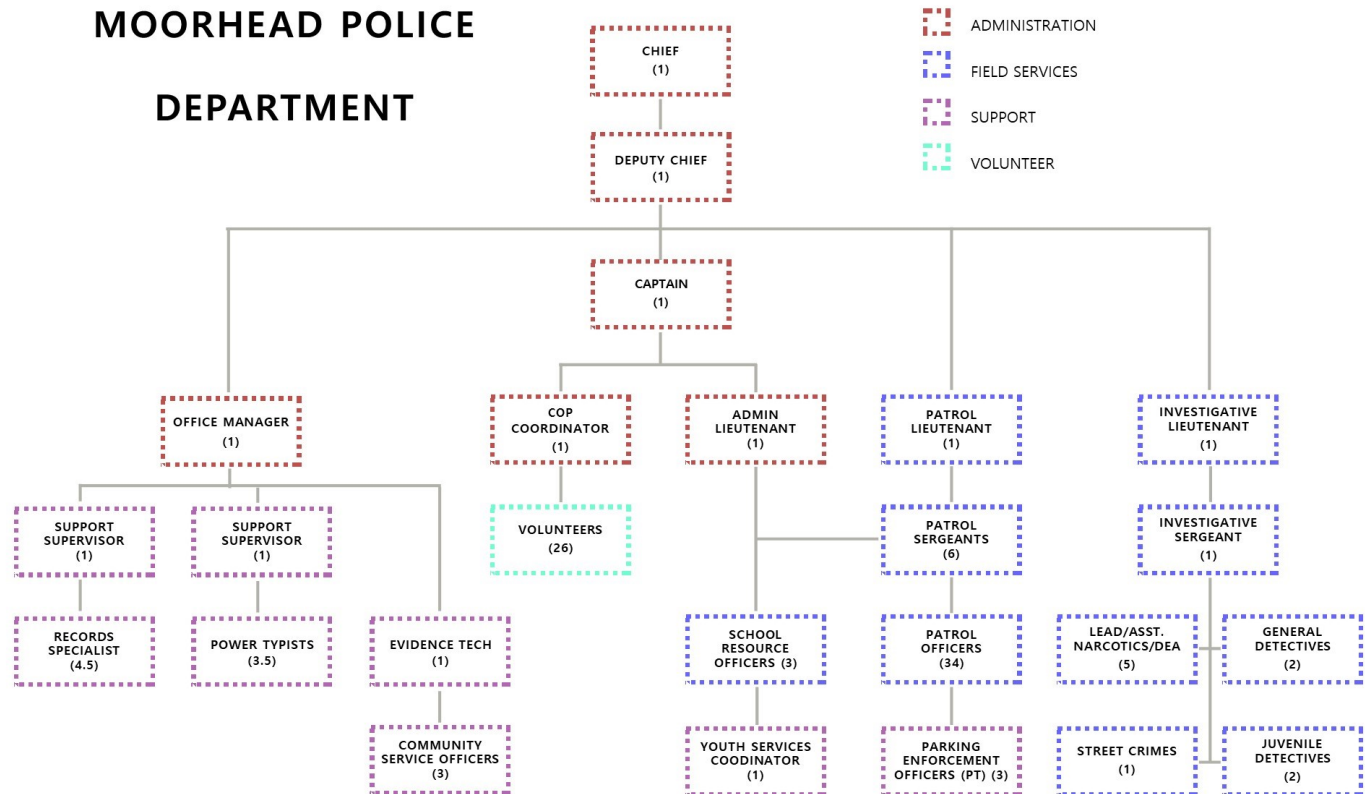 MOORHEAD POLICE
DEPARTMENT
ADMINISTRATION
FIELD SERVICES
SUPPORT
VOLUNTEER
CHIEF
(1)
DEPUTY CHIEF
(1)
CAPTAIN
(1)
OFFICE MANAGER
(1)
COP
COORDINATOR
(1)
ADMIN
LIEUTENANT
(1)
PATROL
LIEUTENANT
(1)
INVESTIGATIVE
LIEUTENANT
(1)
SUPPORT
SUPERVISOR
(1)
SUPPORT
SUPERVISOR
(1)
VOLUNTEERS
(26)
PATROL
SERGEANTS
(6)
INVESTIGATIVE
SERGEANT
(1)
RECORDS
SPECIALIST
(4.5)
POWER TYPISTS
(3.5)
EVIDENCE TECH
(1)
SCHOOL
RESOURCE
OFFICERS (3)
PATROL
OFFICERS
(34)
LEAD/ASST.
NARCOTICS/DEA
(5)
GENERAL
DETECTIVES
(2)
COMMUNITY
SERVICE OFFICERS
(3)
YOUTH SERVICES
COODINATOR
(1)
PARKING
ENFORCEMENT
OFFICERS (PT) (3)
STREET CRIMES
(1)
JUVENILE
DETECTIVES
(2)